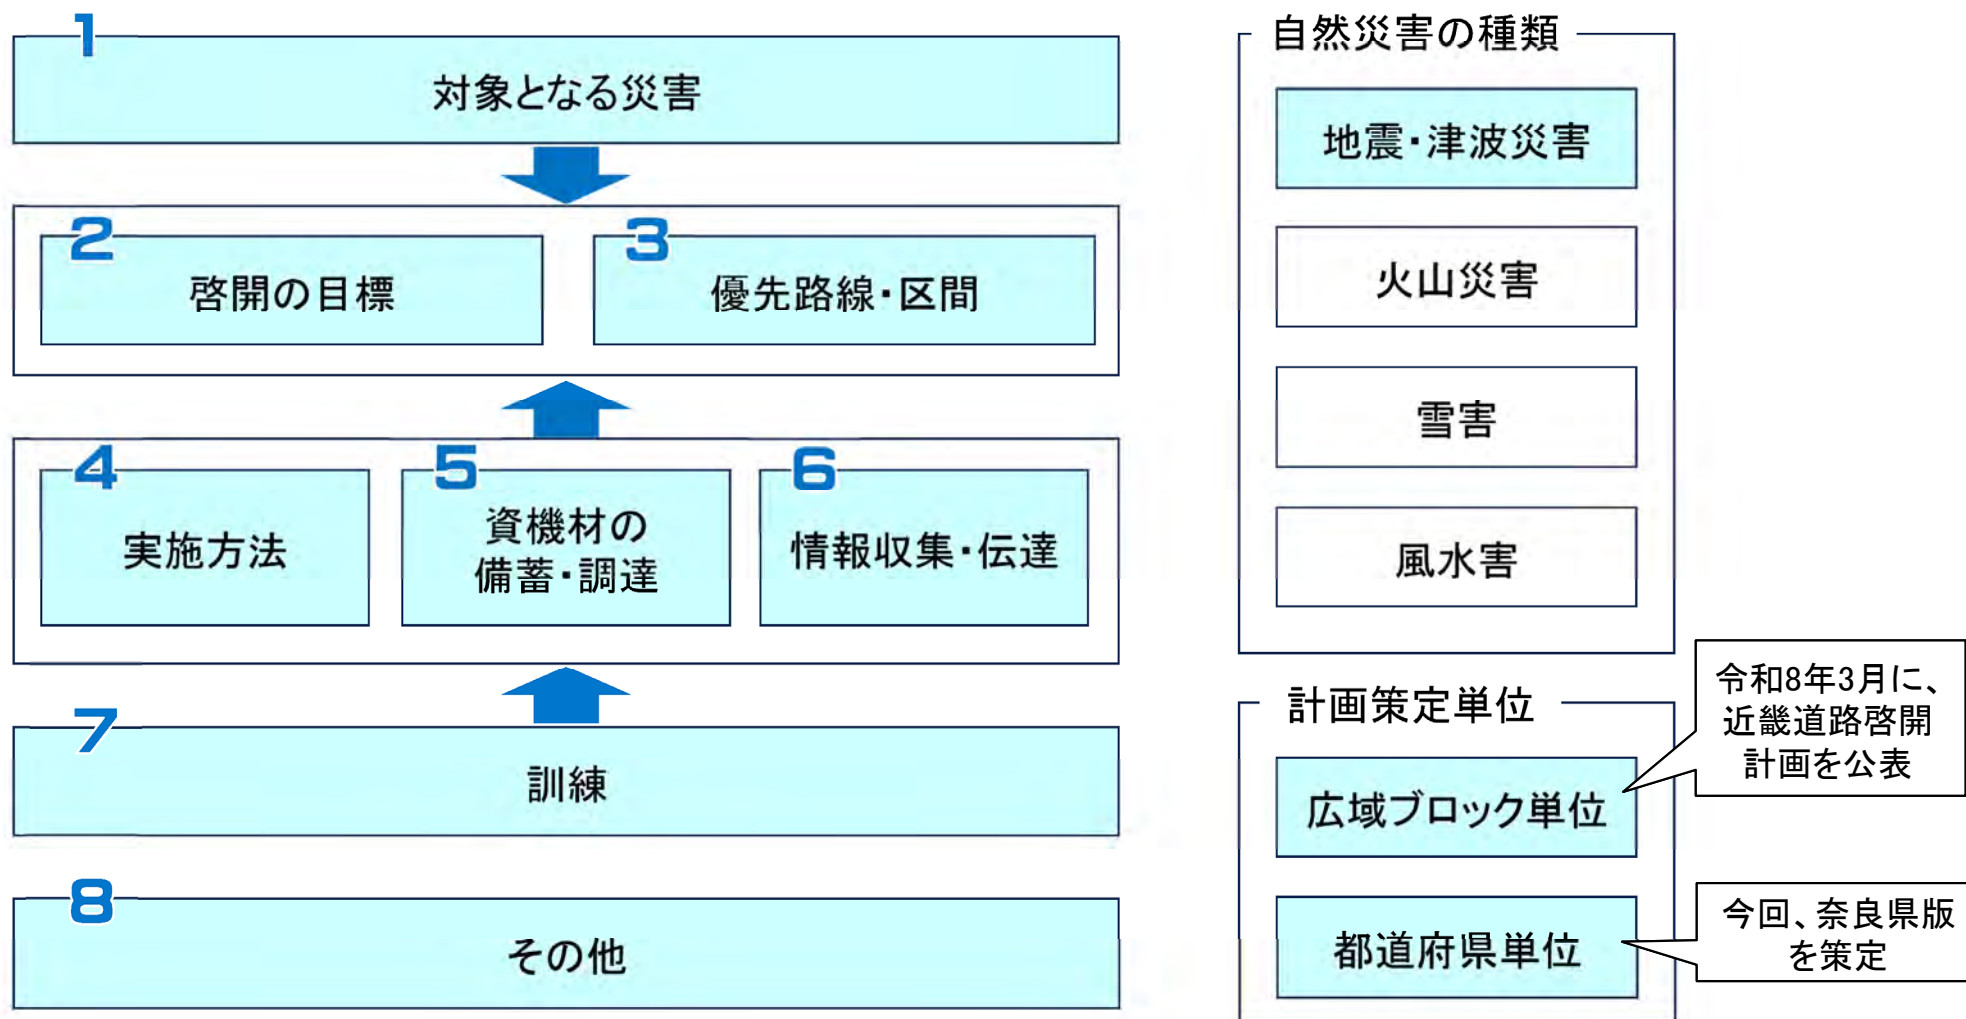 1
対象となる災害
2
啓開の目標
3
優先路線・区間
4
実施方法
5
資機材の
備蓄・調達
6
情報収集・伝達
7
訓練
8
その他
自然災害の種類
地震・津波災害
火山災害
雪害
風水害
計画策定単位
広域ブロック単位
都道府県単位
令和8年3月に、
近畿道路啓開
計画を公表
今回、奈良県版
を策定